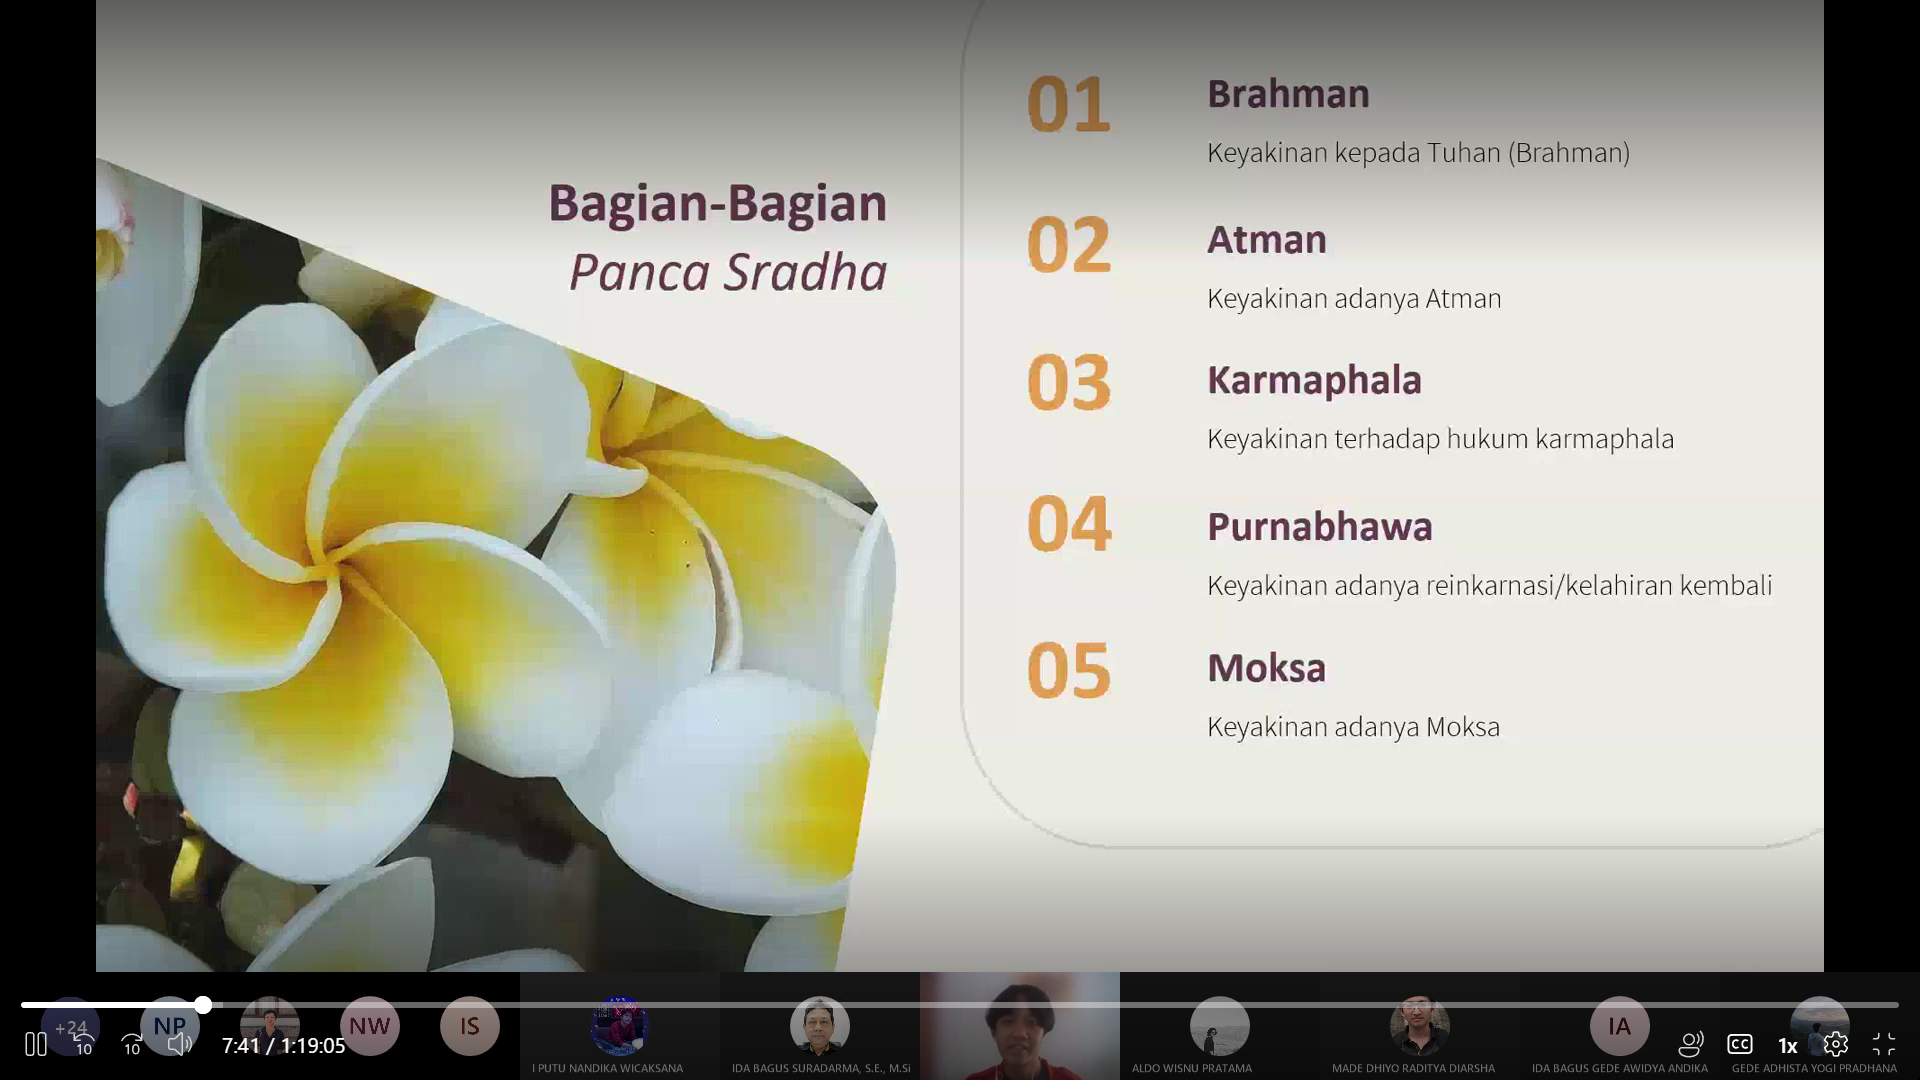 Bagian-Bagian
Panca Sradha
01
Brahman
Keyakinan kepada Tuhan (Brahman)
02
Atman
Keyakinan adanya Atman
03
Karmaphala
Keyakinan terhadap hukum karmaphala
04
Purnabhawa
Keyakinan adanya reinkarnasi/kelahiran kembali
05
Moksa
Keyakinan adanya Moksa
+24
NP
NW
IS
IA
10
10
7:41 / 1:19:05
CC
1x
I PUTU NANDIKA WICAKSANA
IDA BAGUS SURADARMA, S.E., M.Si
ALDO WISNU PRATAMA
MADE DHIYO RADITYA DIARSHA
IDA BAGUS GEDE AWIDYA ANDIKA
GEDE ADHISTA YOGI PRADHANA